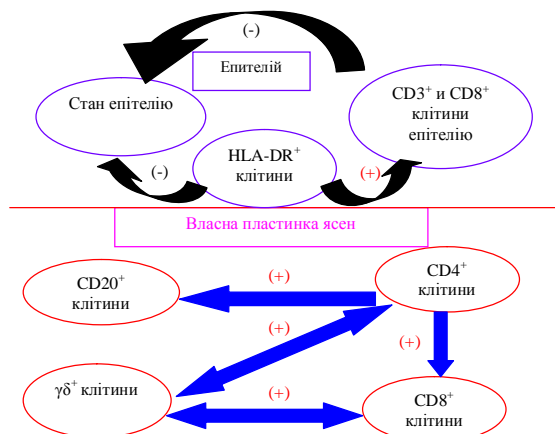 (-)
Епителій
Стан епітелію
CD3⁺ и CD8⁺
клітини
епітелію
(-)
HLA-DR⁺
клітини
(+)
Власна пластинка ясен
CD20⁺
клітини
(+)
CD4⁺
клітини
(+)
(+)
γδ⁺ клітини
(+)
CD8⁺
клітини